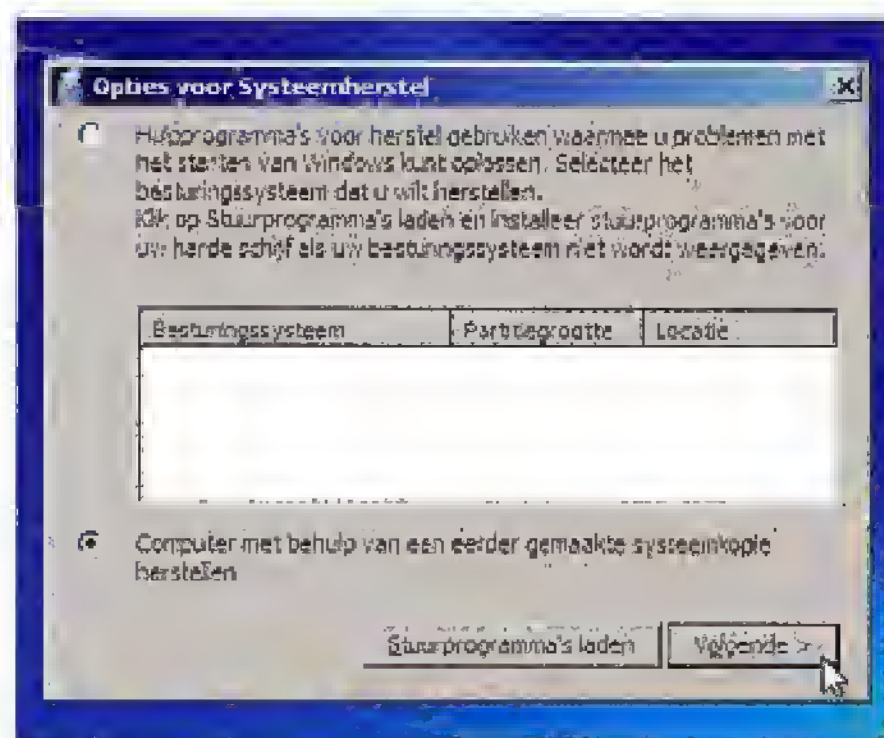 Opties voor Systeemherstel
Hulpprogramma's voor herstel gebruiken waarmee u problemen met
het starten van Windows kunt oplossen. Selecteer het
besturingssysteem dat u wilt herstellen.
Klik op Stuurprogramma's laden en installeer stuurprogramma's voor
uw harde schijf als uw besturingssysteem niet wordt weergegeven.
Besturingssysteem Partitiegrootte Locatie
Computer met behulp van een eerder gemaakte systeemkopie
herstellen
Stuurprogramma's laden Volgende >